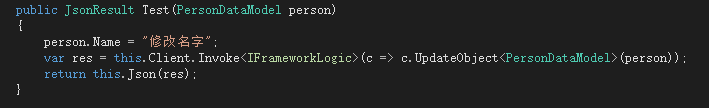 public JsonResult Test(PersonDataModel person)
{
person.Name = "修改名字";
var res = this.Client.Invoke<IFrameworkLogic>(c => c.UpdateObject<PersonDataModel>(person));
return this.Json(res);
}